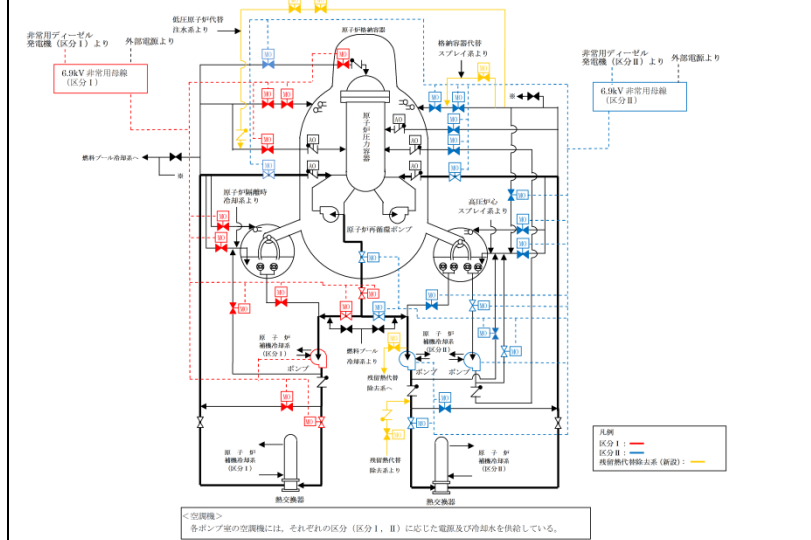 低圧原子炉代替
注水系より
原子炉格納容器
非常用ディーゼル
発電機(区分Ⅰ)より
外部電源より
格納容器代替
スプレイ系より
非常用ディーゼル
発電機(区分Ⅱ)より
外部電源より
6.9kV 非常用母線
(区分Ⅰ)
6.9kV 非常用母線
(区分Ⅱ)
MO
AO
原子炉圧力容器
※
燃料プール冷却系へ
※
原子炉隔離時
冷却系より
高圧炉心
スプレイ系より
原子炉再循環ポンプ
原子炉
補機冷却系
(区分Ⅰ)
ポンプ
燃料プール
冷却系より
原子炉
補機冷却系
(区分Ⅱ)
ポンプ
ポンプ
残留熱代替
除去系へ
残留熱代替
除去系より
原子炉
補機冷却系
(区分Ⅰ)
熱交換器
原子炉
補機冷却系
(区分Ⅱ)
熱交換器
凡例
区分Ⅰ:
区分Ⅱ:
残留熱代替除去系(新設):
<空調機>
各ポンプ室の空調機には,それぞれの区分(区分Ⅰ,Ⅱ)に応じた電源及び冷却水を供給している。